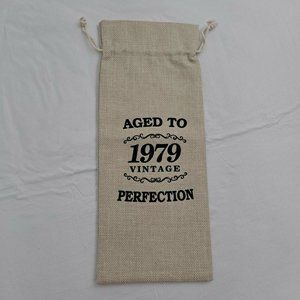 AGED TO
1979
VINTAGE
PERFECTION